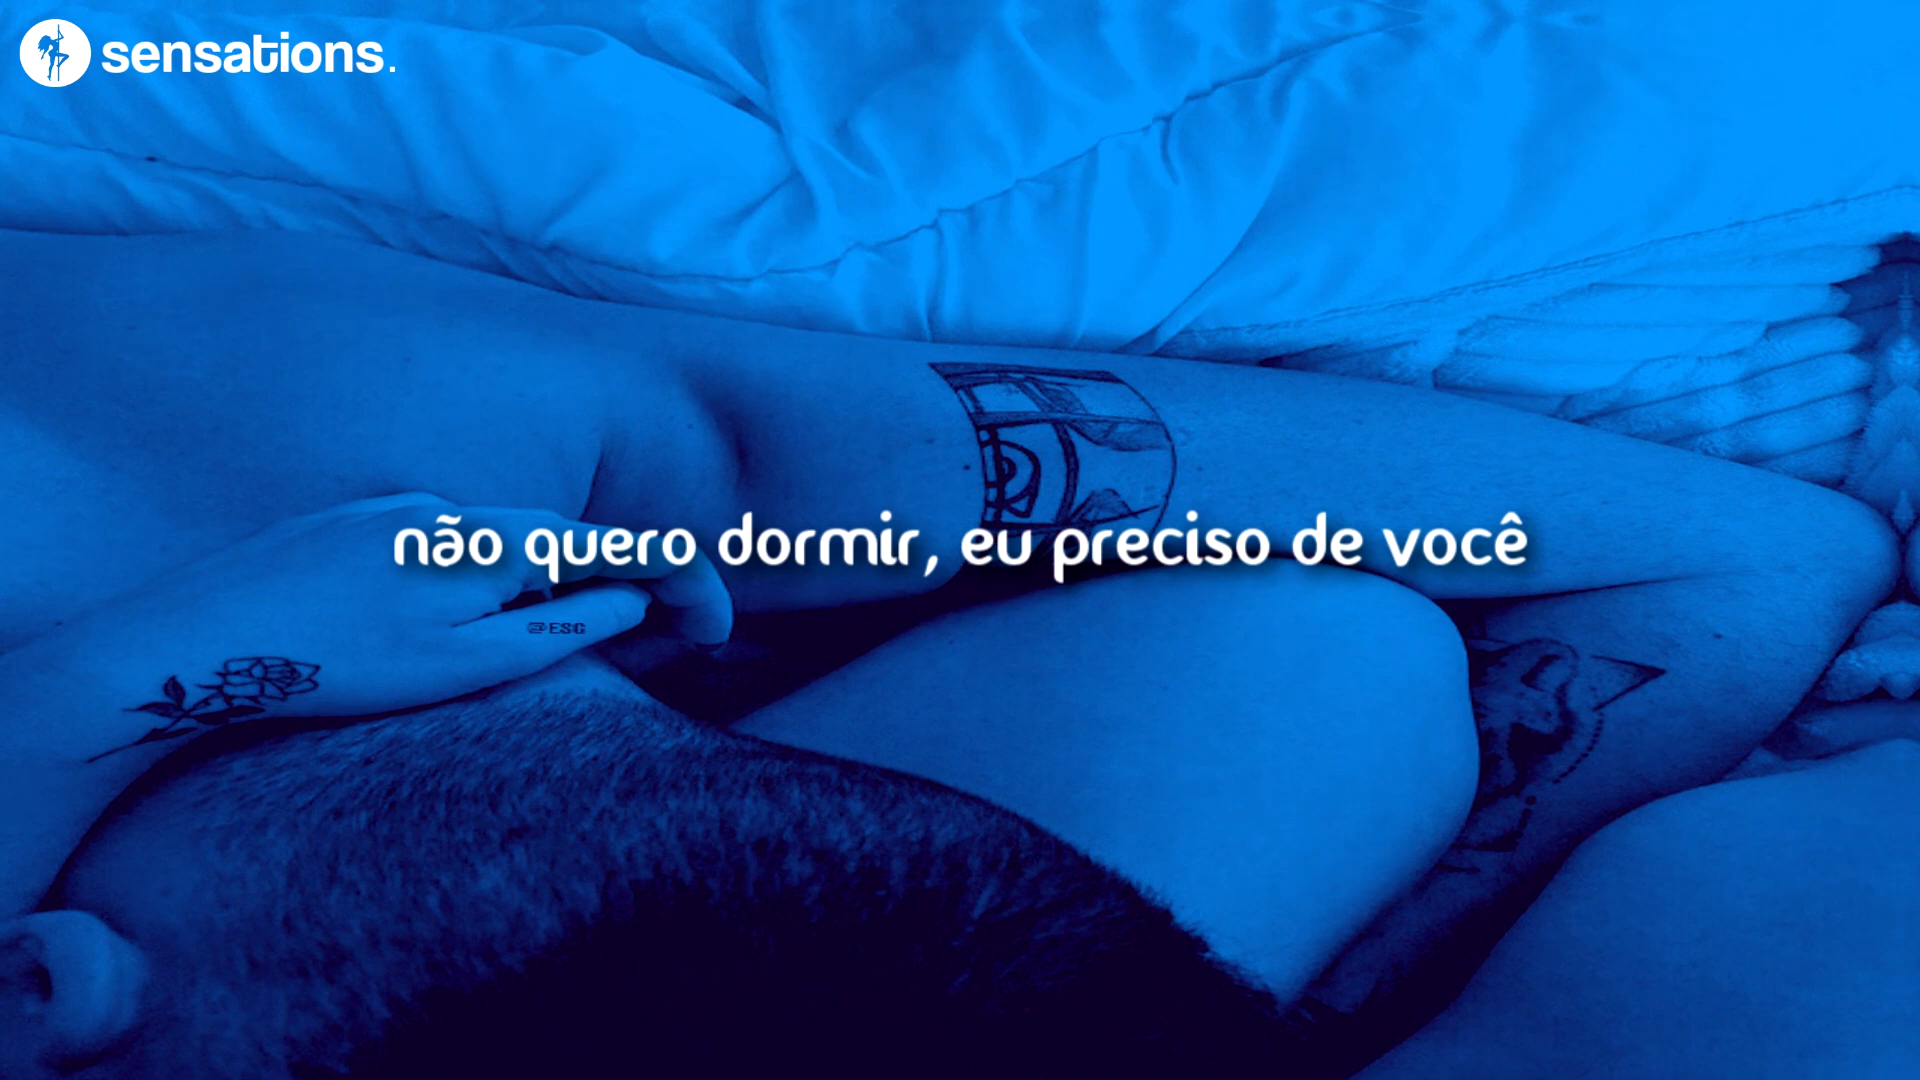 sensations.
não quero dormir, eu preciso de você
@ESG